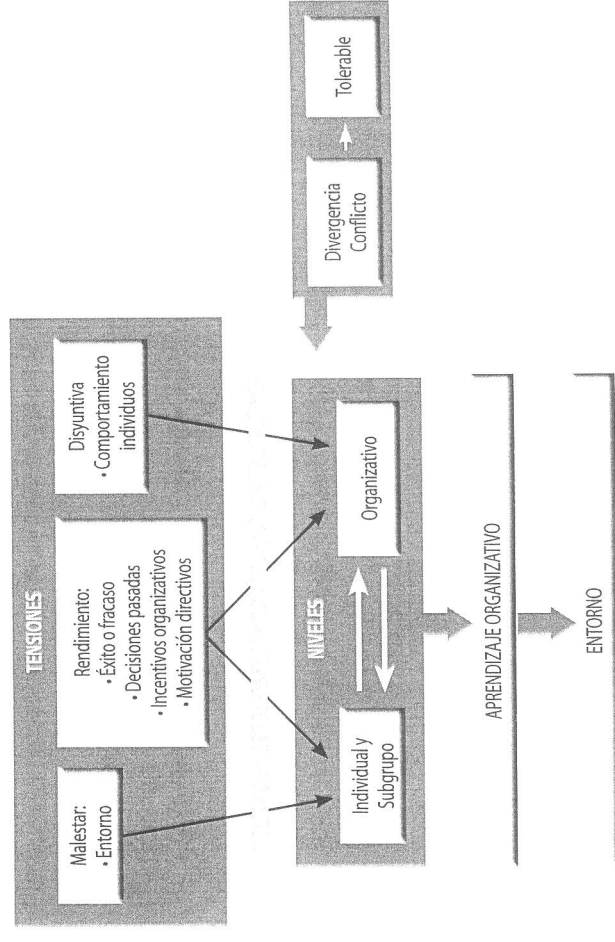 TENSIONES
Malestar:
• Entorno
Rendimiento:
• Éxito o fracaso
• Decisiones pasadas
• Incentivos organizativos
• Motivación directivos
Disyuntiva
• Comportamiento
individuos
NIVELES
Individual y
Subgrupo
Organizativo
Divergencia
Conflicto
Tolerable
APRENDIZAJE ORGANIZATIVO
ENTORNO